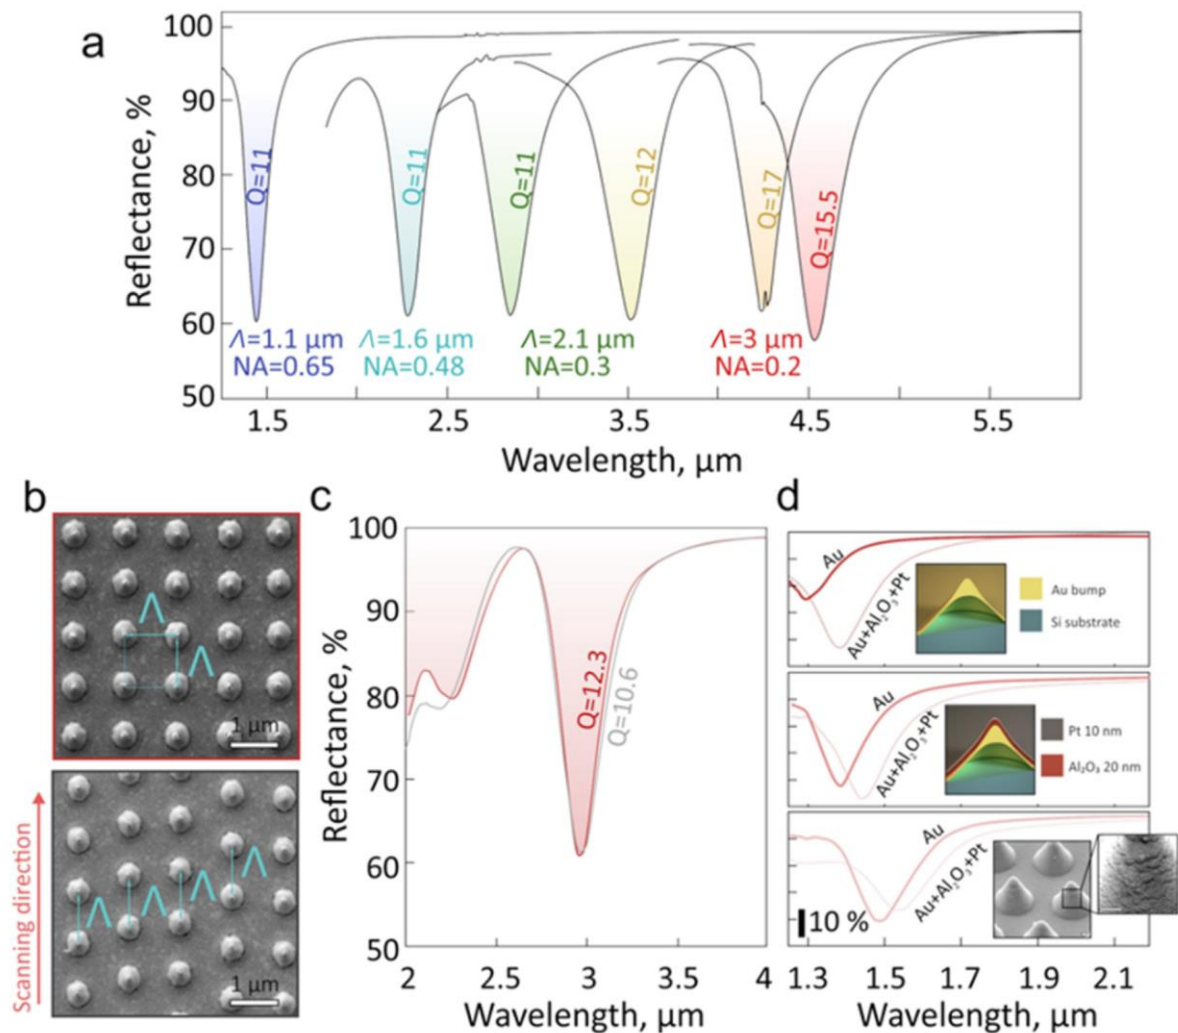 a
100
90
80
70
60
50
Reflectance, %
Q=11
Q=11
Q=11
Q=12
Q=17
Q=15.5
Λ=1.1 µm
NA=0.65
Λ=1.6 µm
NA=0.48
Λ=2.1 µm
NA=0.3
Λ=3 µm
NA=0.2
1.5 2.5 3.5 4.5 5.5
Wavelength, µm
b
Λ
Λ
1 µm
Scanning direction
Λ Λ Λ Λ
1 µm
c
100
90
80
70
60
50
Reflectance, %
Q=12.3
Q=10.6
2 2.5 3 3.5 4
Wavelength, µm
d
Au
Au+Al₂O₃+Pt
Au bump
Si substrate
Au
Au+Al₂O₃+Pt
Pt 10 nm
Al₂O₃ 20 nm
Au
Au+Al₂O₃+Pt
10 %
1.3 1.5 1.7 1.9 2.1
Wavelength, µm